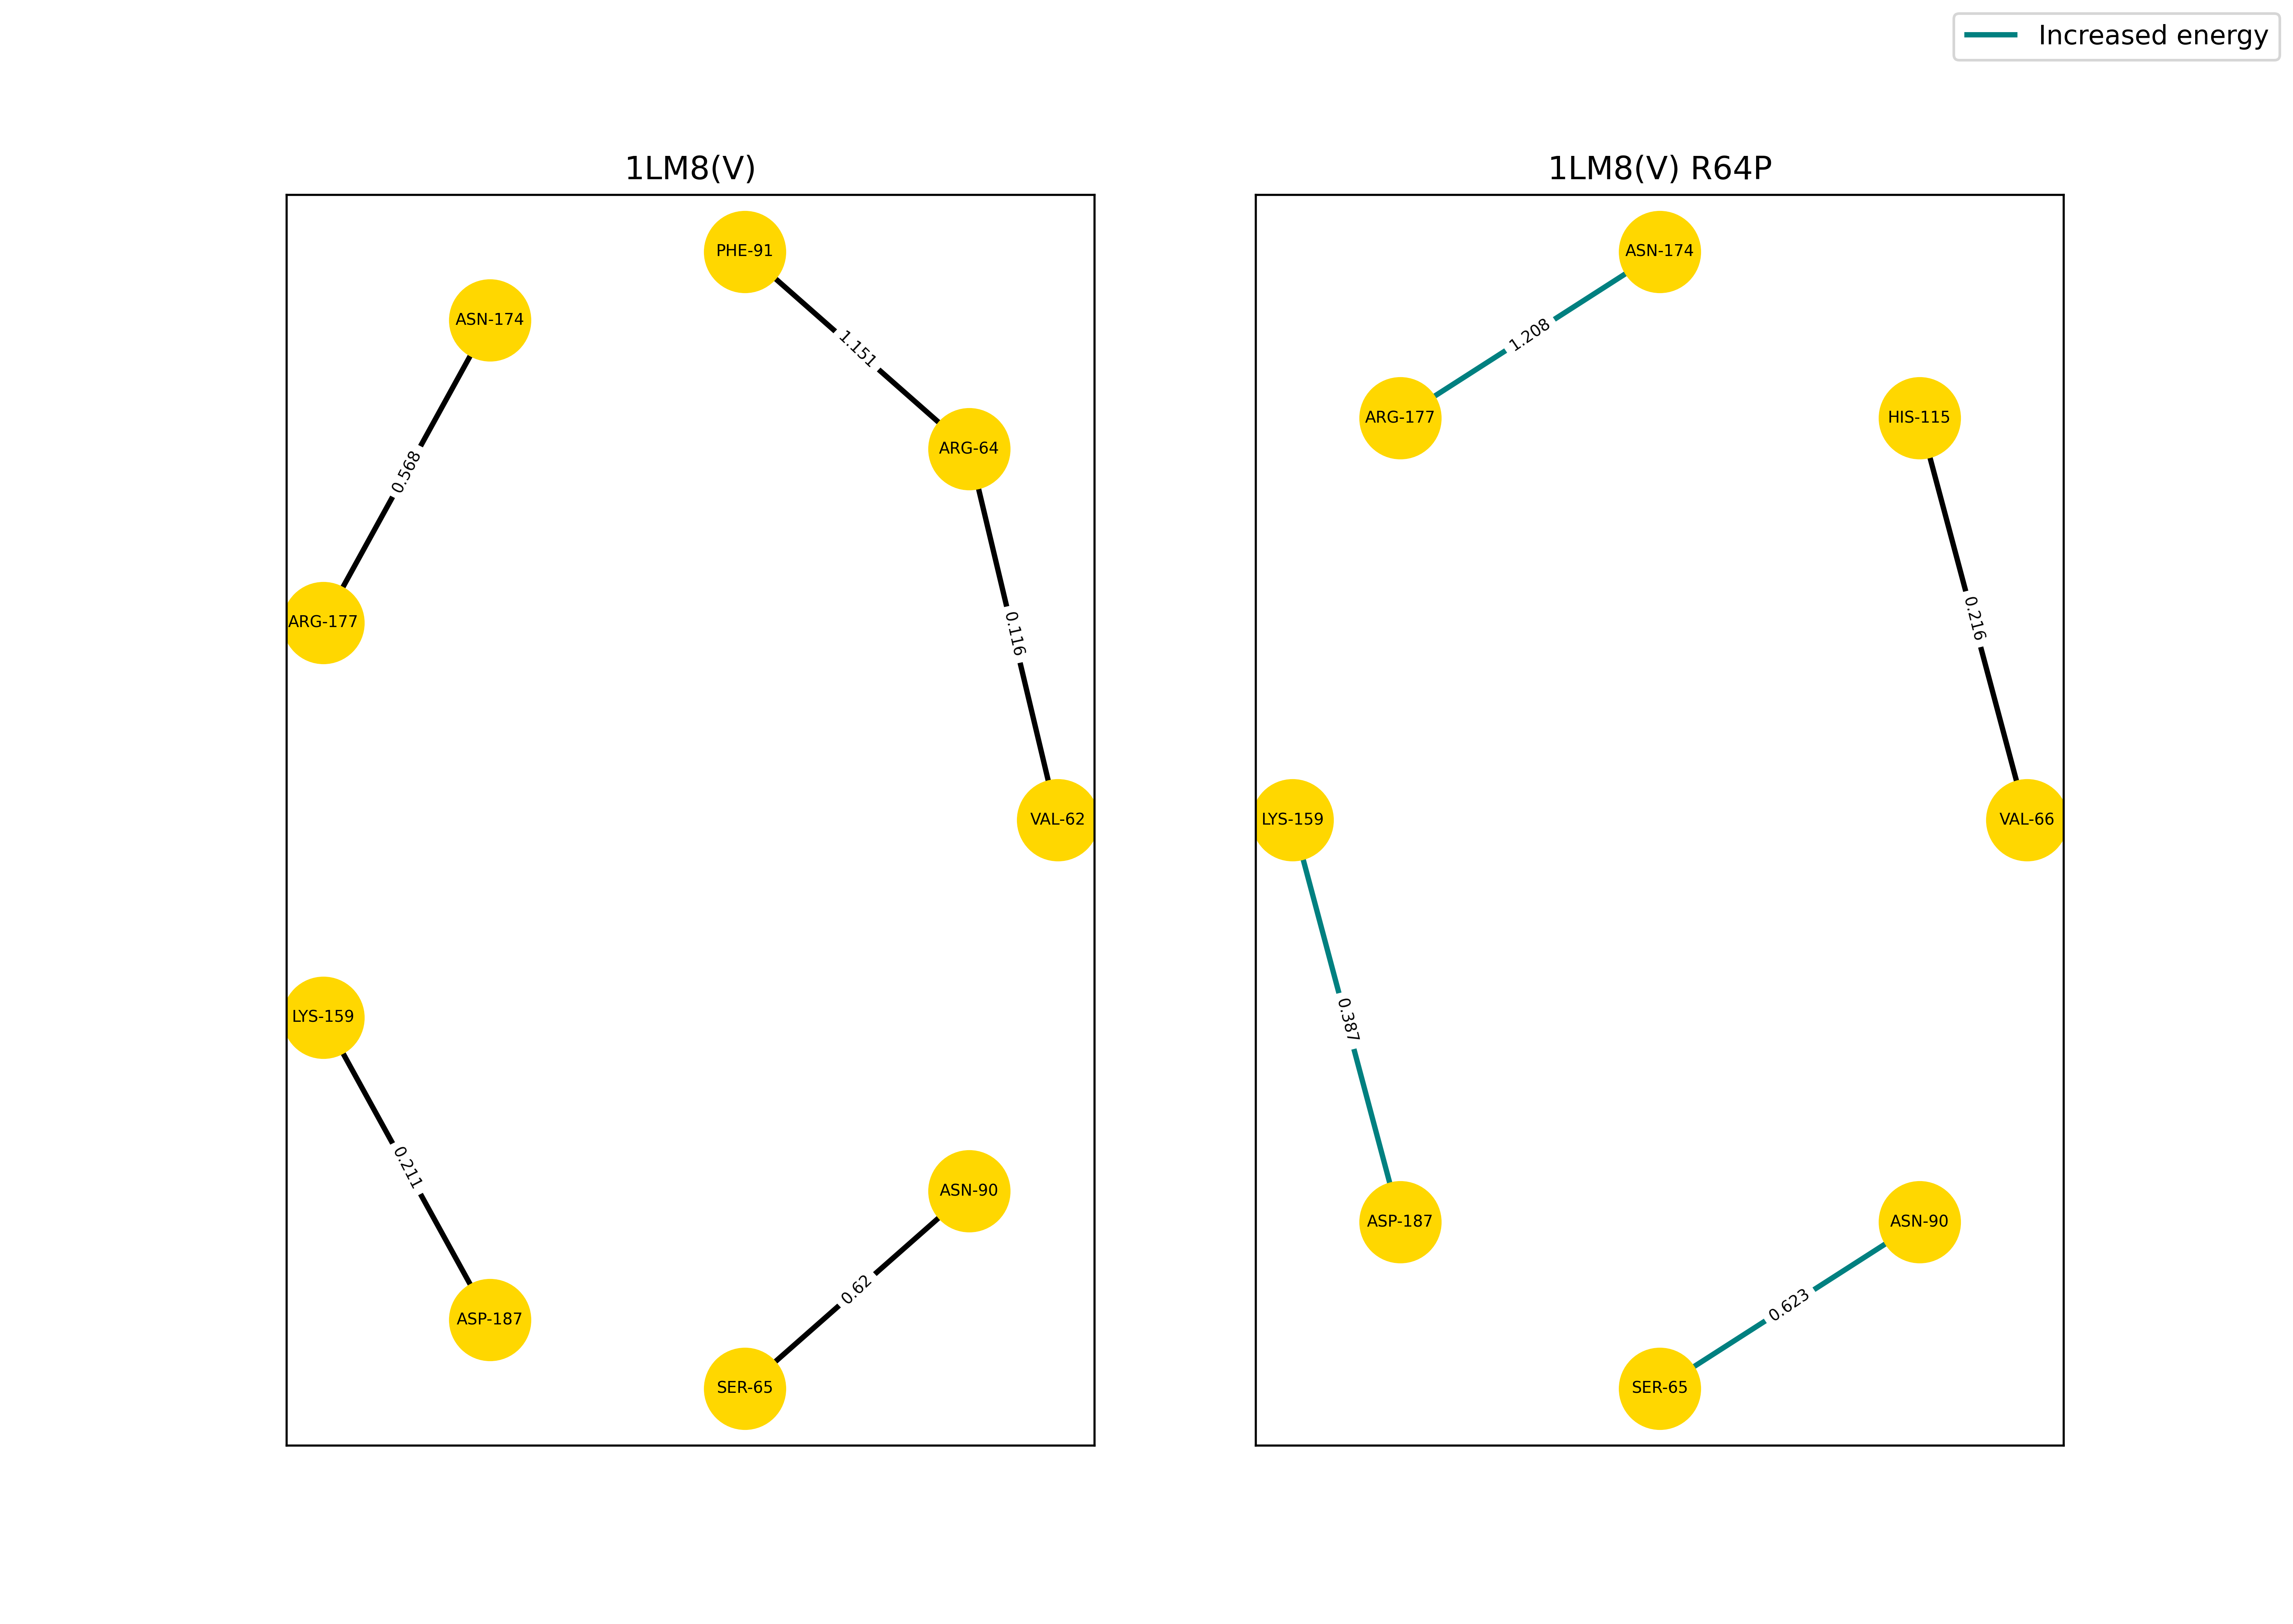 Increased energy
1LM8(V)
PHE-91
ASN-174
1.151
ARG-64
0.568
ARG-177
0.116
VAL-62
LYS-159
0.211
ASN-90
0.62
ASP-187
SER-65
1LM8(V) R64P
ASN-174
1.208
ARG-177
HIS-115
0.216
LYS-159
VAL-66
0.387
ASP-187
ASN-90
0.623
SER-65